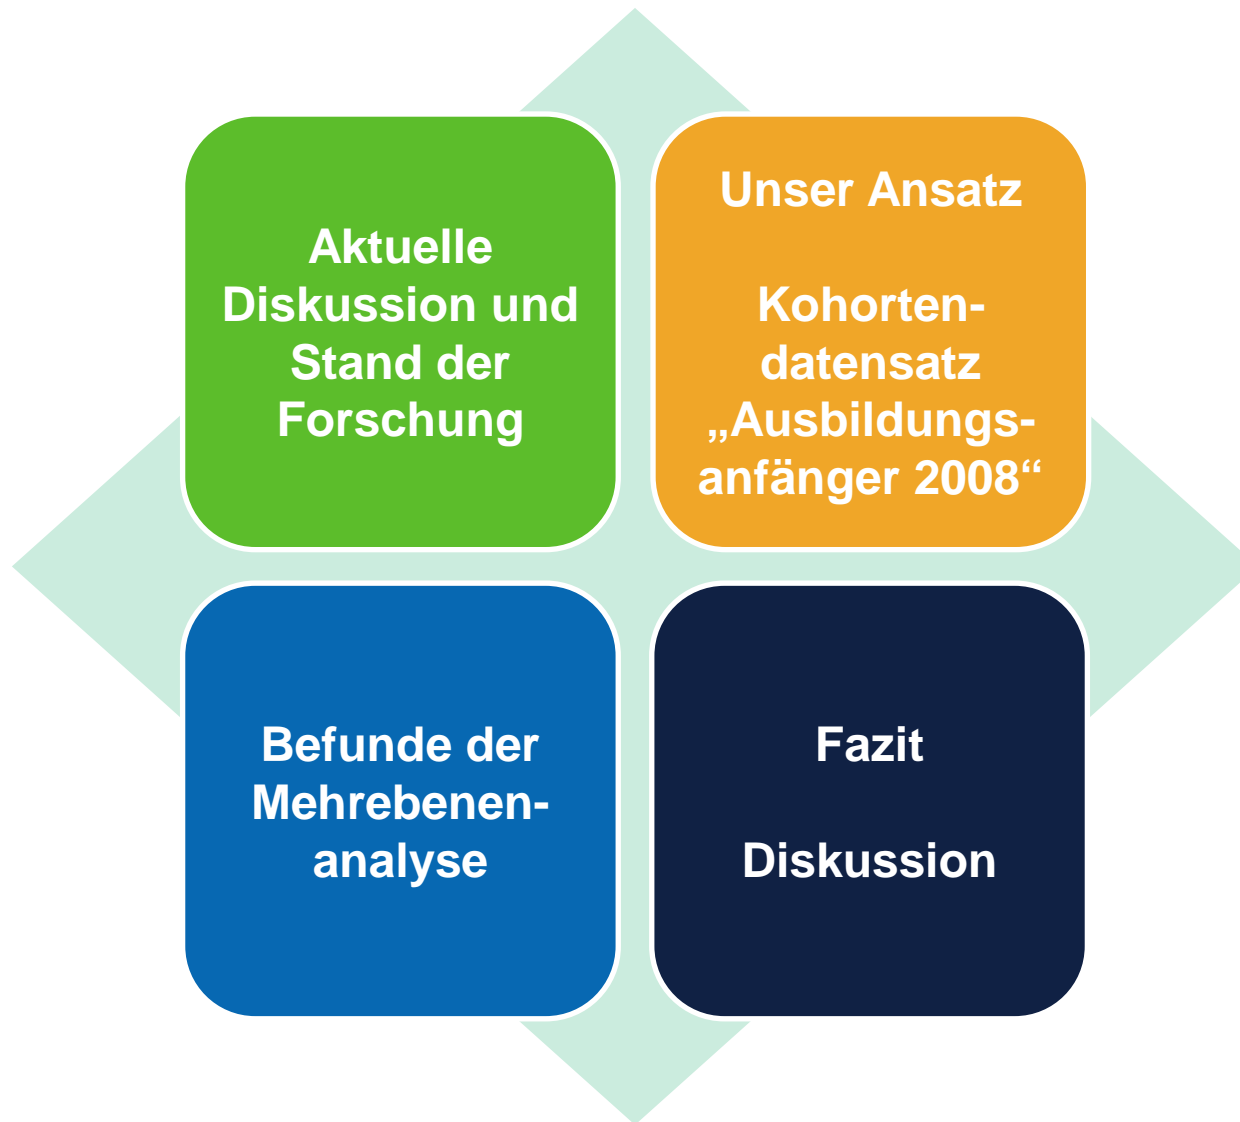 Aktuelle
Diskussion und
Stand der
Forschung
Unser Ansatz
Kohorten-
datensatz
„Ausbildungs-
anfänger 2008“
Befunde der
Mehrebenen-
analyse
Fazit
Diskussion